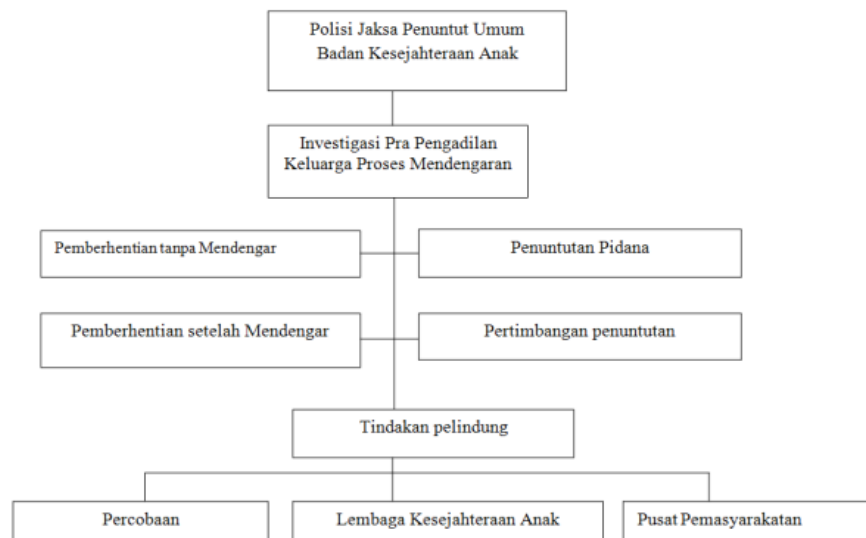 Polisi Jaksa Penuntut Umum
Badan Kesejahteraan Anak
Investigasi Pra Pengadilan
Keluarga Proses Mendengaran
Pemberhentian tanpa Mendengar
Penuntutan Pidana
Pemberhentian setelah Mendengar
Pertimbangan penuntutan
Tindakan pelindung
Percobaan
Lembaga Kesejahteraan Anak
Pusat Pemasyarakatan